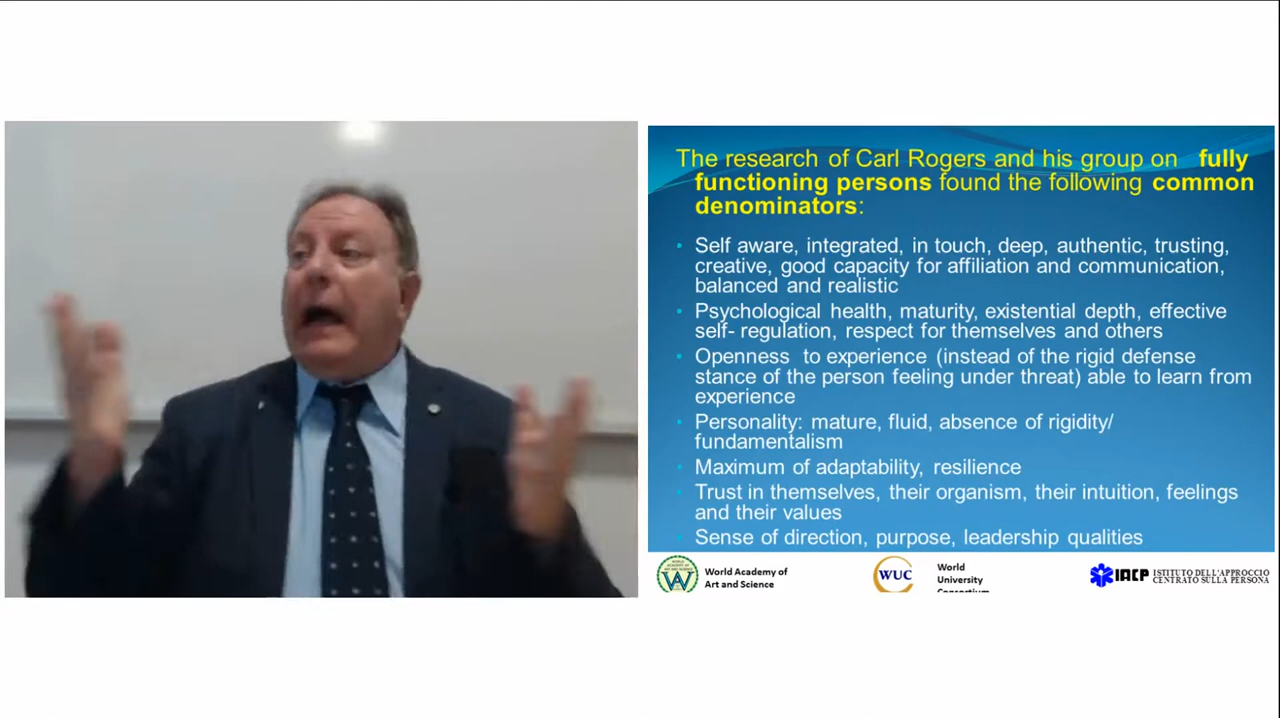 The research of Carl Rogers and his group on fully
functioning persons found the following common
denominators:
• Self aware, integrated, in touch, deep, authentic, trusting,
creative, good capacity for affiliation and communication,
balanced and realistic
• Psychological health, maturity, existential depth, effective
self- regulation, respect for themselves and others
• Openness to experience (instead of the rigid defense
stance of the person feeling under threat) able to learn from
experience
• Personality: mature, fluid, absence of rigidity/
fundamentalism
• Maximum of adaptability, resilience
• Trust in themselves, their organism, their intuition, feelings
and their values
• Sense of direction, purpose, leadership qualities
World Academy of
Art and Science
WUC
World
University
Consortium
IACP
ISTITUTO DELL'APPROCCIO
CENTRATO SULLA PERSONA